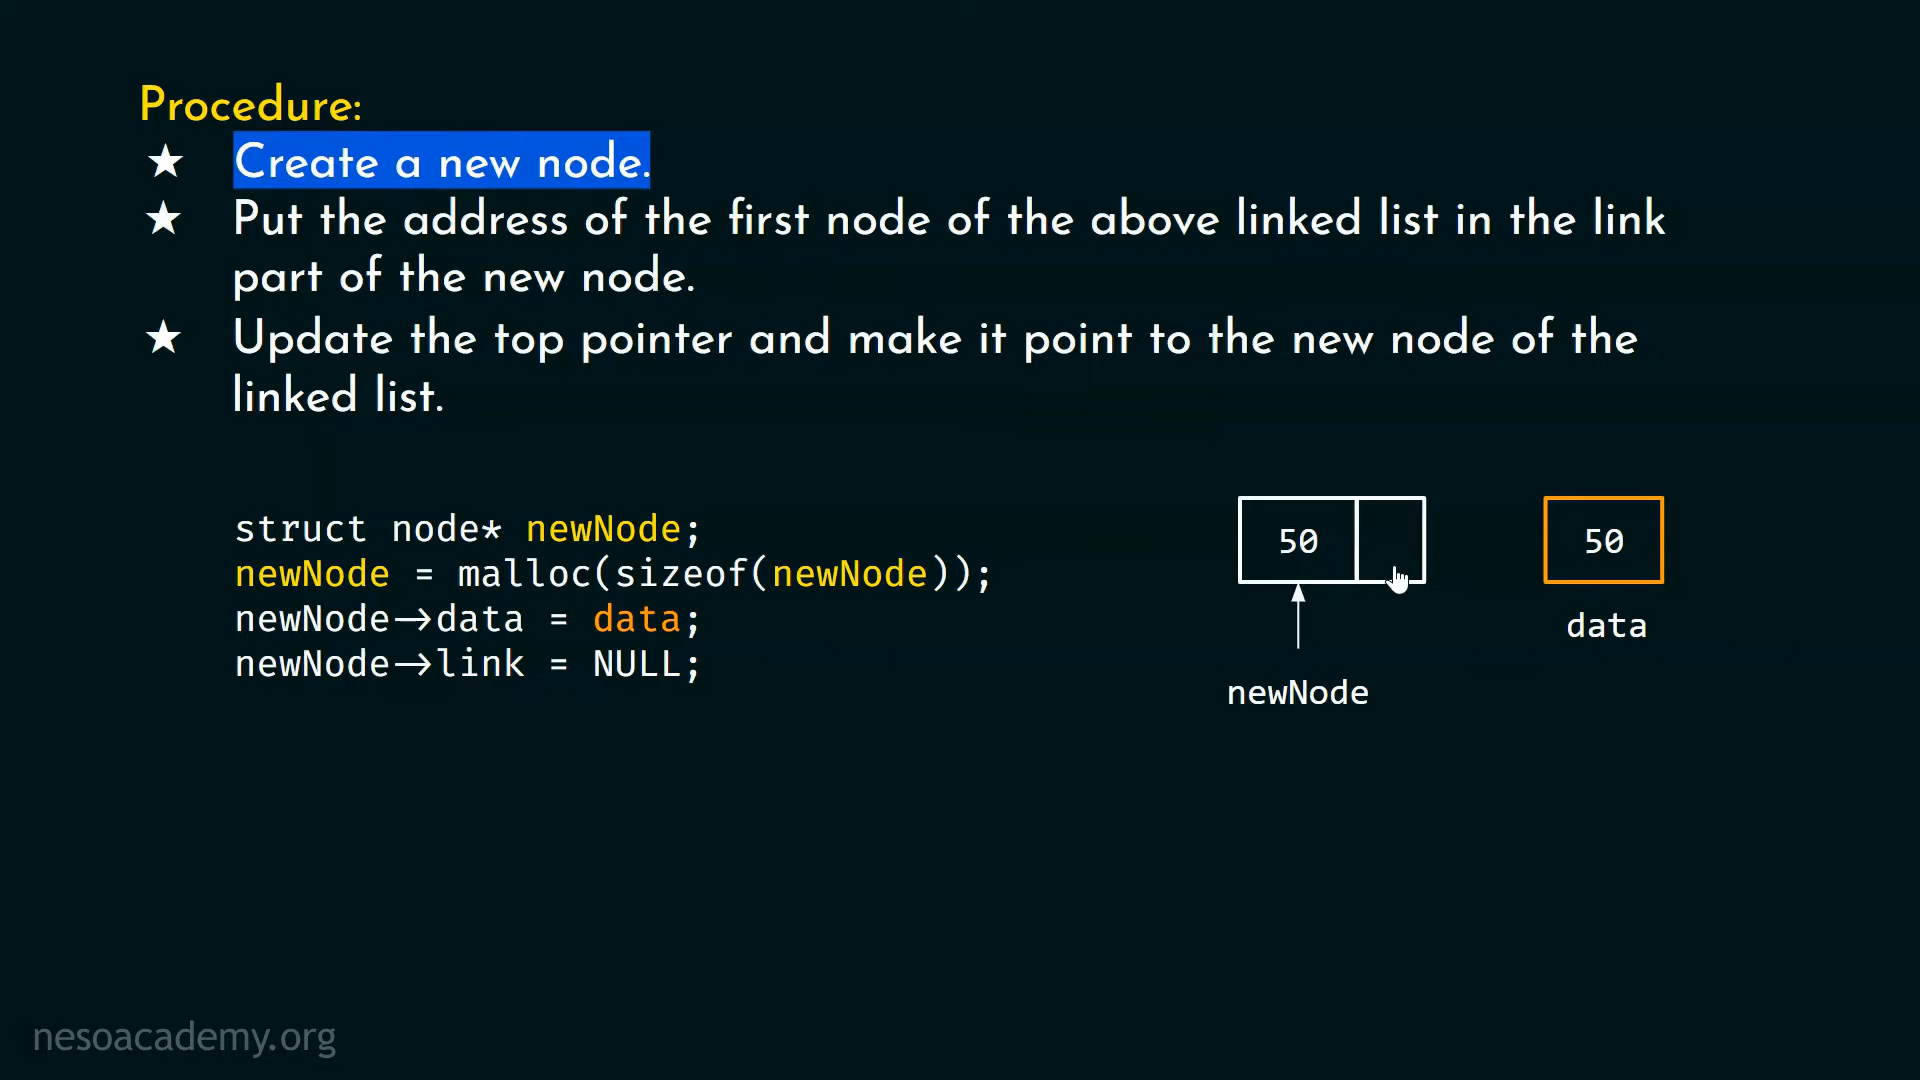 Procedure:
★ Create a new node.
★ Put the address of the first node of the above linked list in the link
part of the new node.
★ Update the top pointer and make it point to the new node of the
linked list.
struct node* newNode;
newNode = malloc(sizeof(newNode));
newNode→data = data;
newNode→link = NULL;
50
newNode
50
data
nesoacademy.org